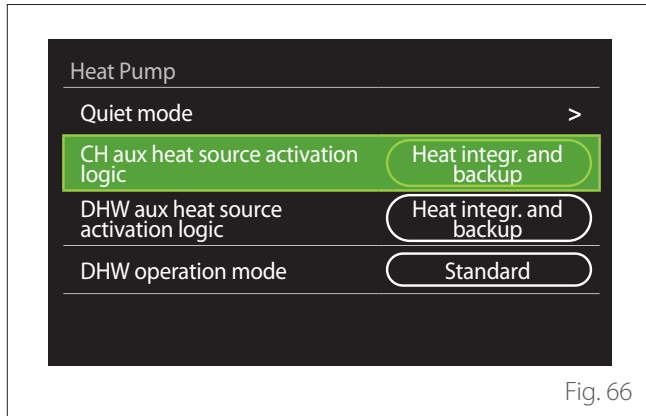 Heat Pump
Quiet mode >
CH aux heat source activation
logic
Heat integr. and
backup
DHW aux heat source
activation logic
Heat integr. and
backup
DHW operation mode
Standard
Fig. 66